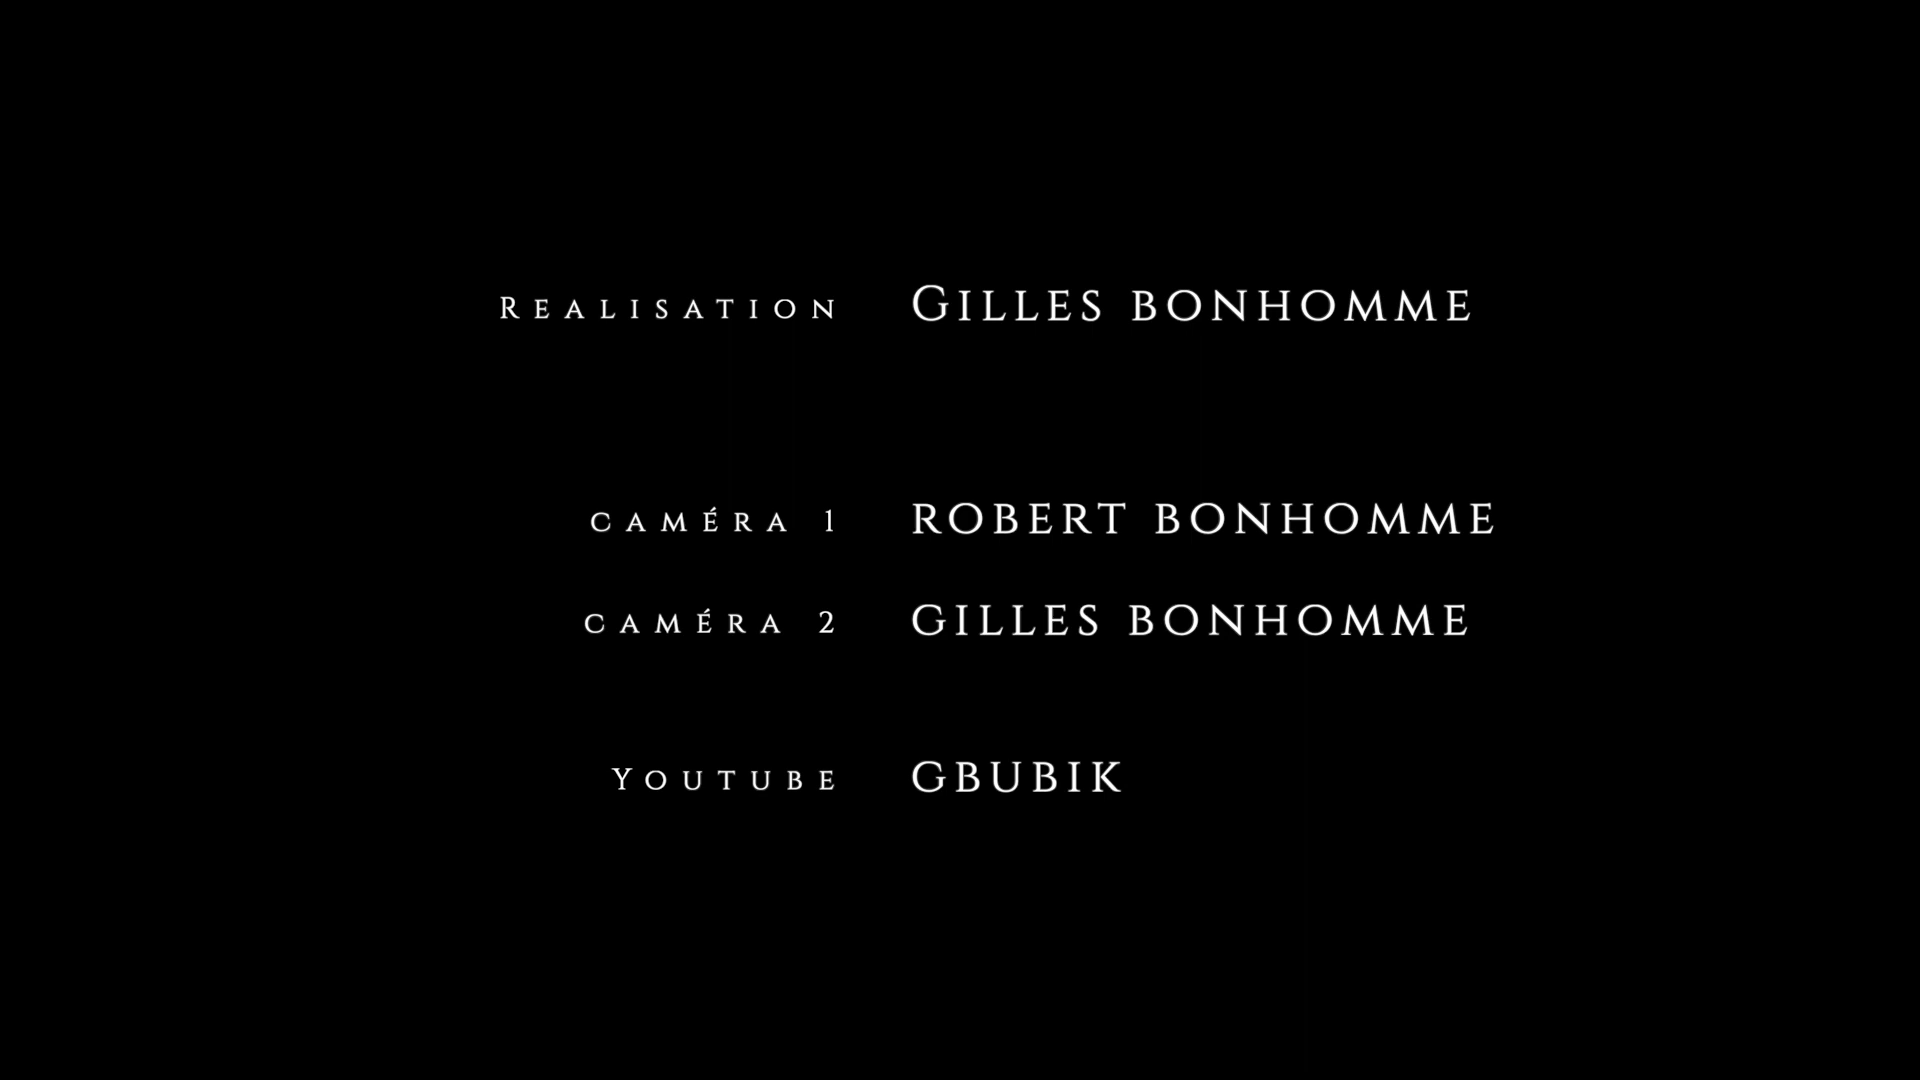 Realisation Gilles bonhomme
caméra 1 robert bonhomme
caméra 2 gilles bonhomme
Youtube gbubik